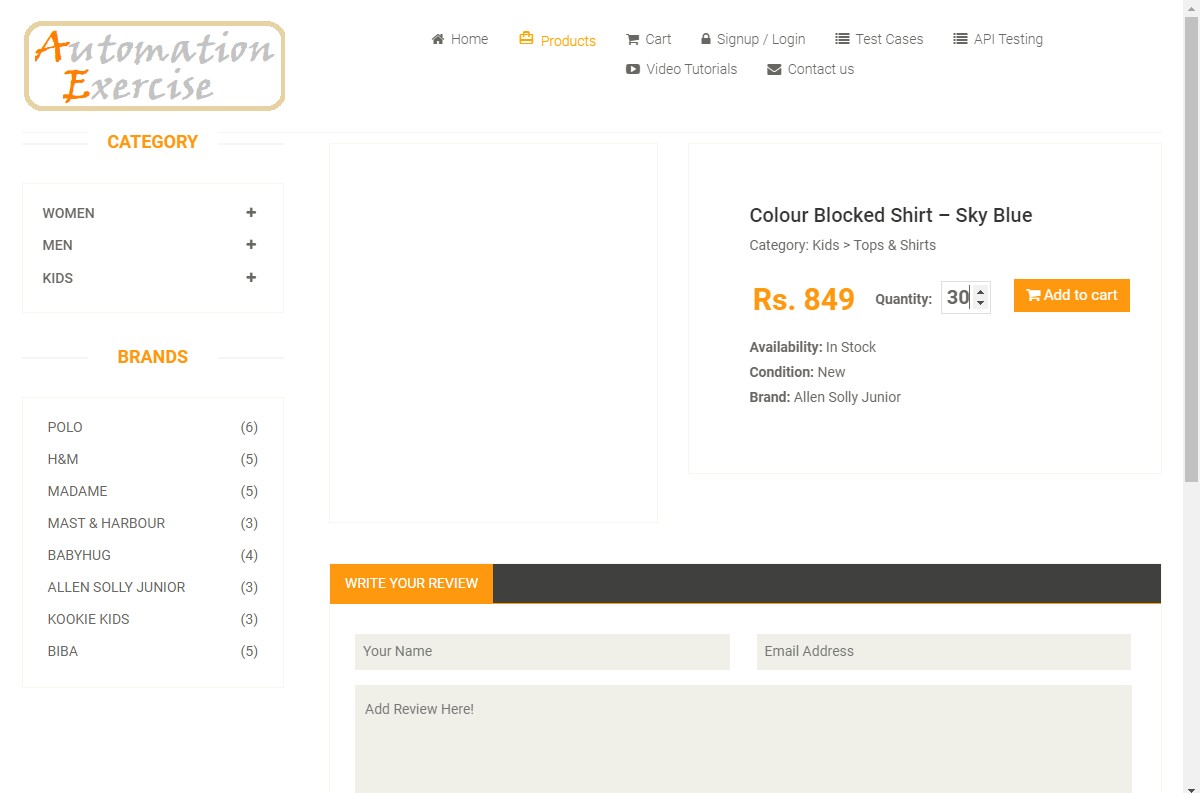 Automation
Exercise
Home
Products
Cart
Signup / Login
Test Cases
API Testing
Video Tutorials
Contact us
CATEGORY
WOMEN
MEN
KIDS
BRANDS
POLO (6)
H&M (5)
MADAME (5)
MAST & HARBOUR (3)
BABYHUG (4)
ALLEN SOLLY JUNIOR (3)
KOOKIE KIDS (3)
BIBA (5)
Colour Blocked Shirt – Sky Blue
Category: Kids > Tops & Shirts
Rs. 849 Quantity: 30 Add to cart
Availability: In Stock
Condition: New
Brand: Allen Solly Junior
WRITE YOUR REVIEW
Your Name
Email Address
Add Review Here!